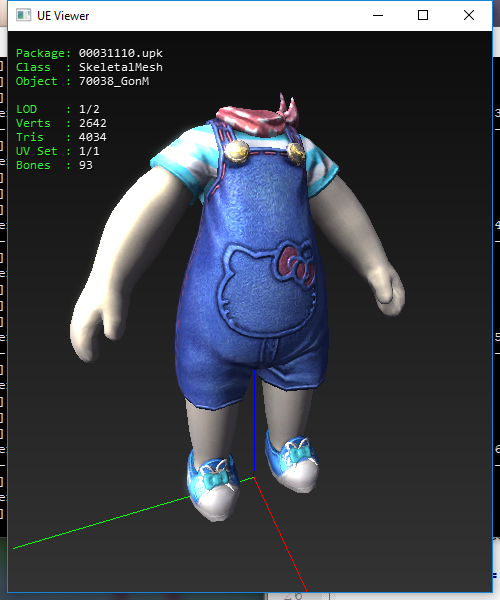 UE Viewer
Package: 00031110.upk
Class  : SkeletalMesh
Object : 70038_GonM
LOD    : 1/2
Verts  : 2642
Tris   : 4034
UV Set : 1/1
Bones  : 93